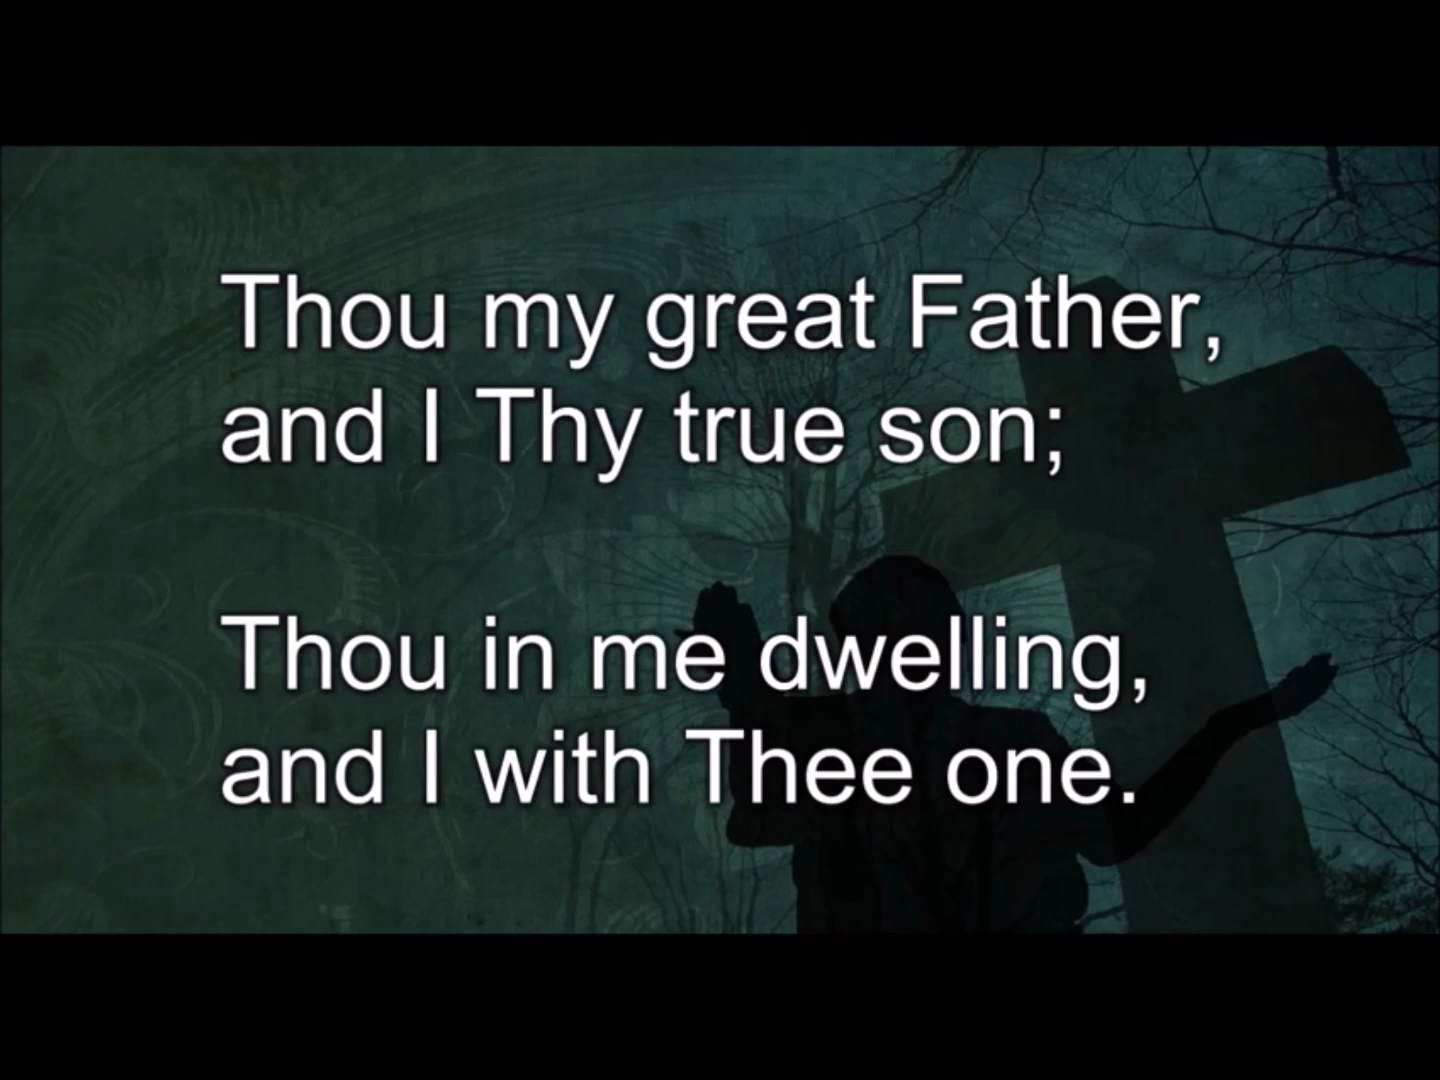 Thou my great Father,
and I Thy true son;
Thou in me dwelling,
and I with Thee one.